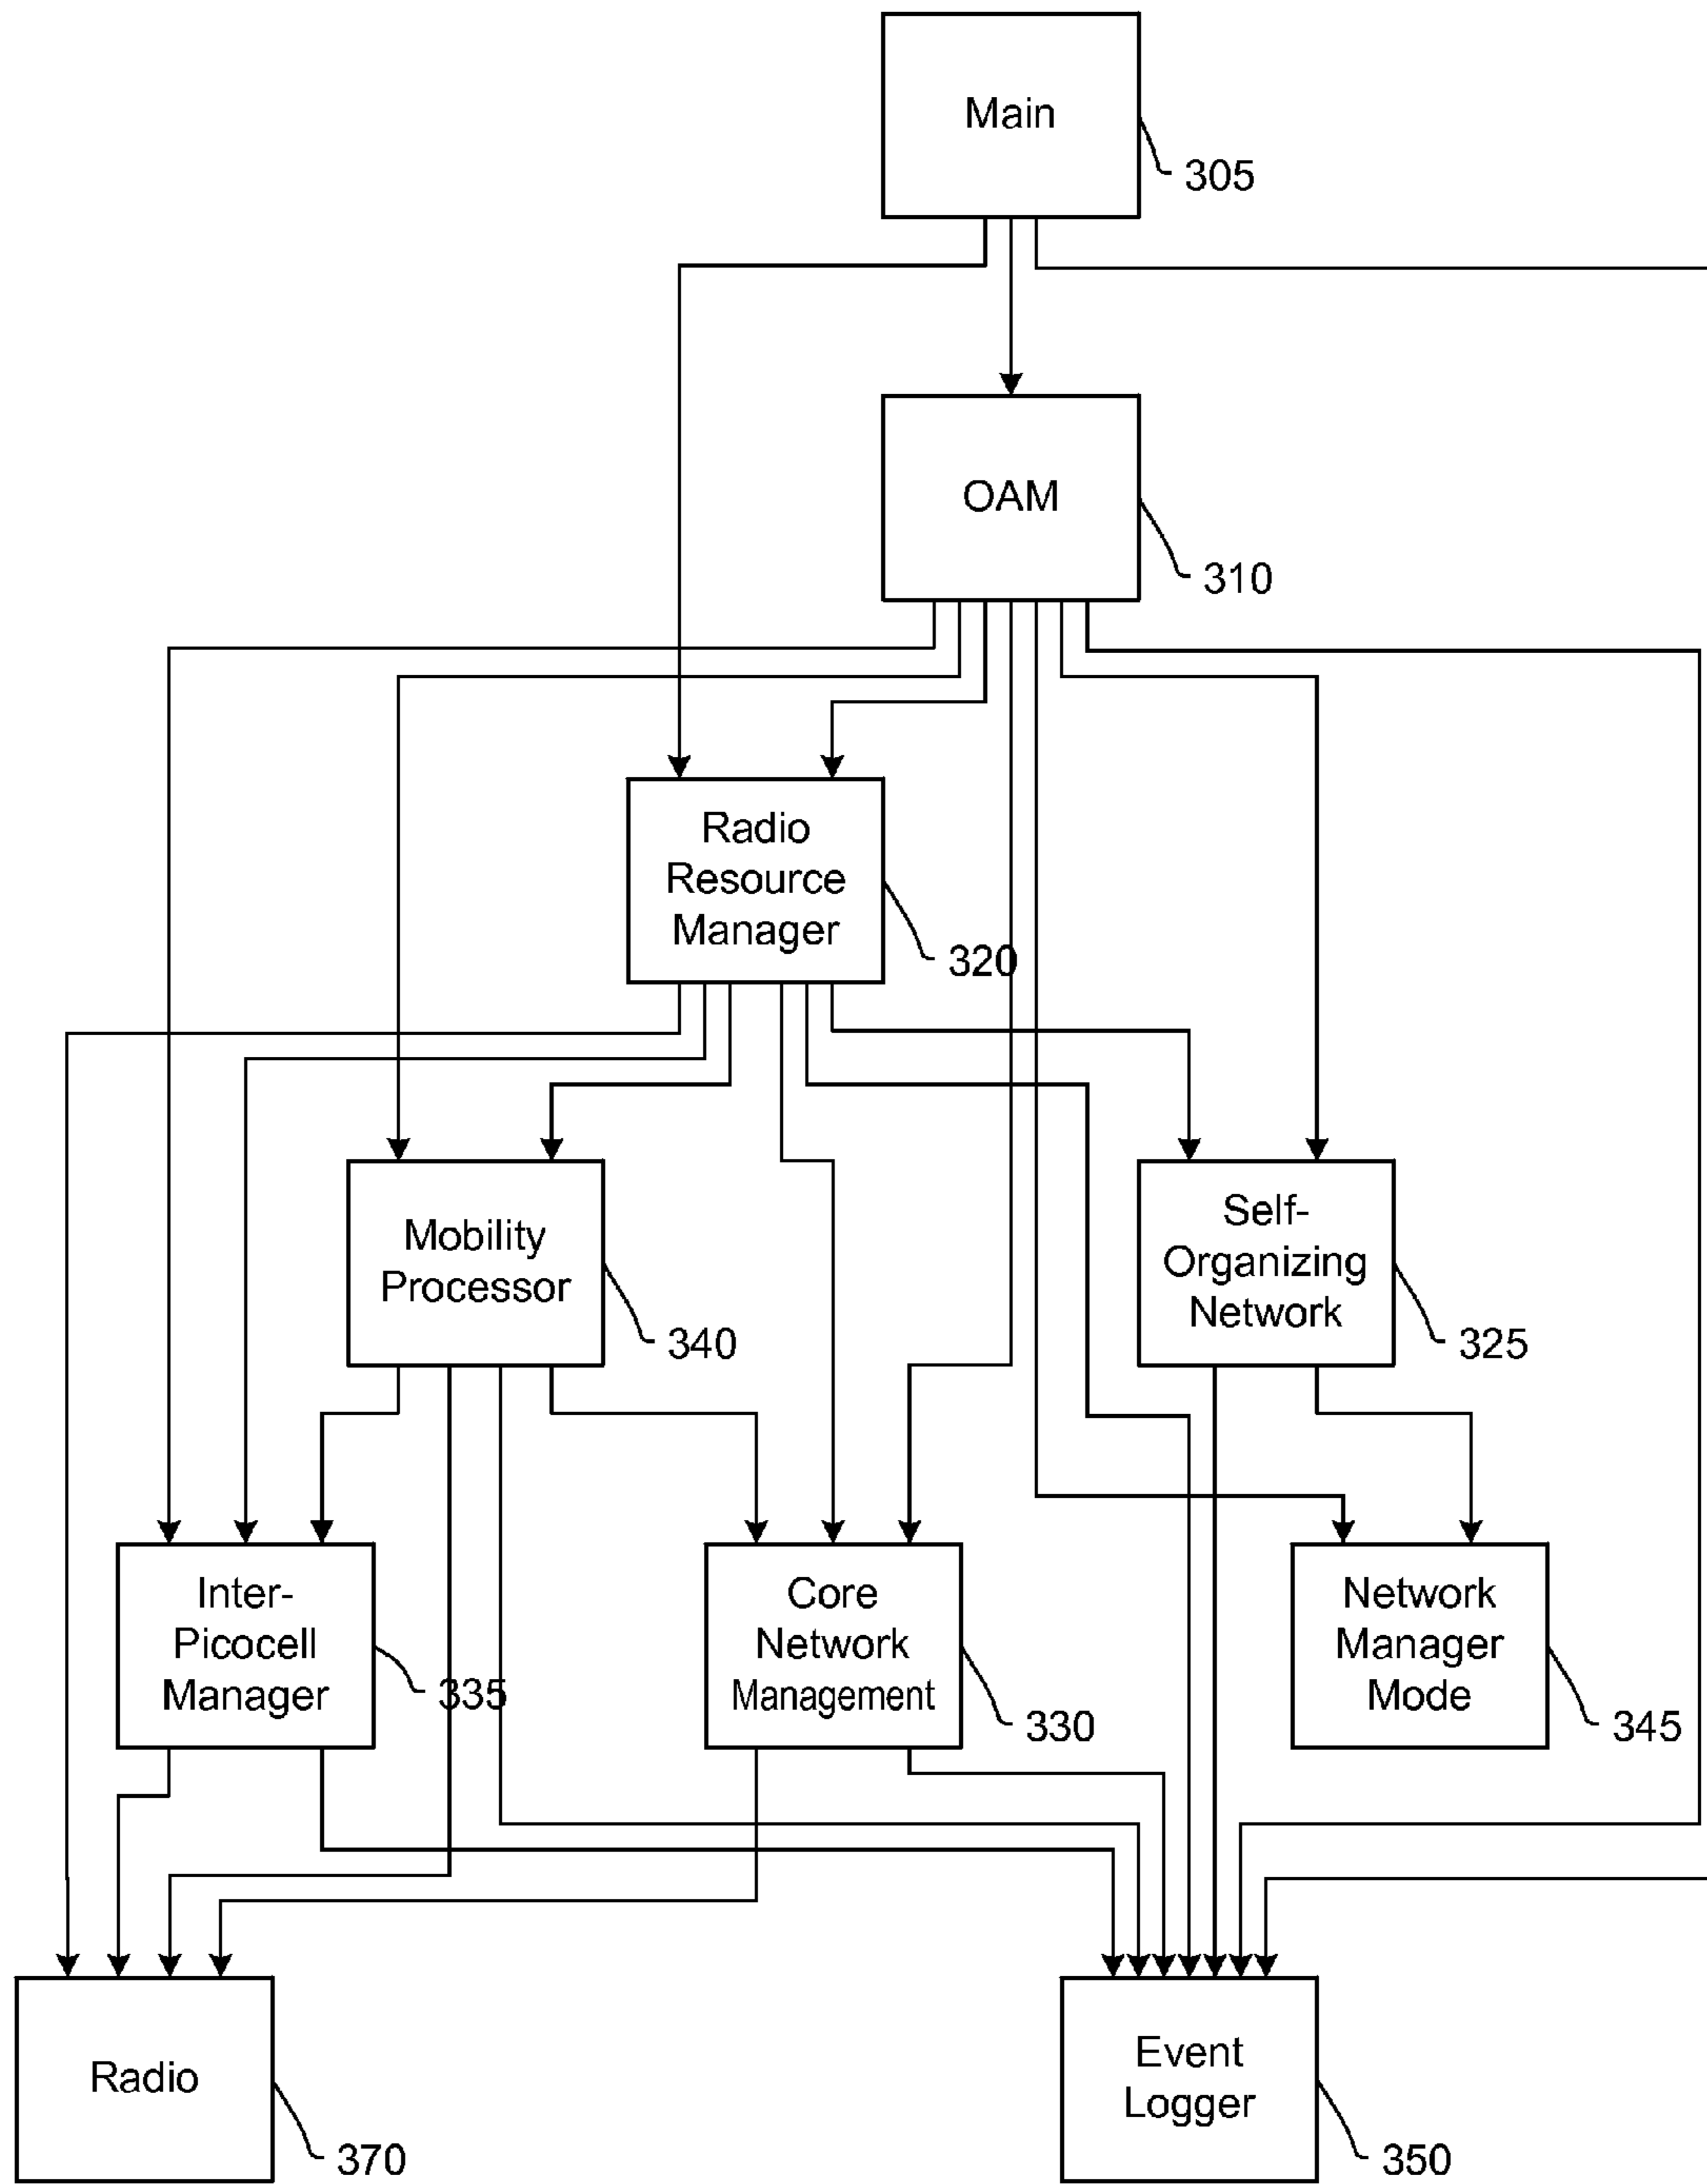 Main
305
OAM
310
Radio
Resource
Manager
320
Mobility
Processor
340
Self-
Organizing
Network
325
Inter-
Picocell
Manager
335
Core
Network
Management
330
Network
Manager
Mode
345
Radio
370
Event
Logger
350